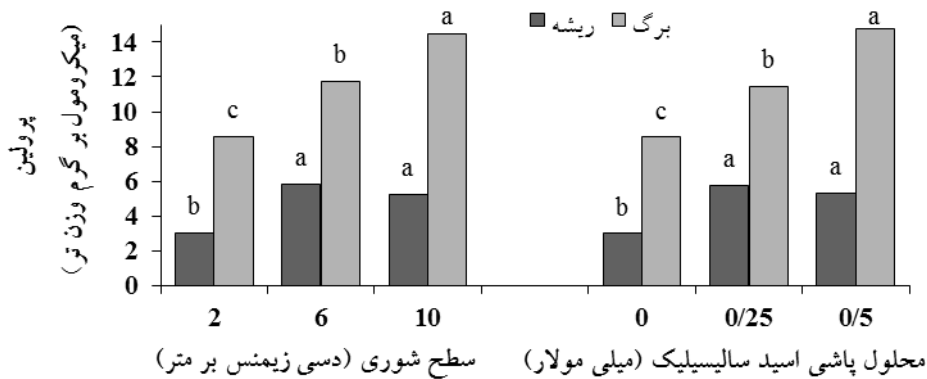 ریشه برگ
پرولین
(میکرومول بر گرم وزن تر)
14
12
10
8
6
4
2
0
b c a b a a
b c a b a a
2 6 10 0 0/25 0/5
سطح شوری (دسی زیمنس بر متر) محلول پاشی اسید سالیسیلیک (میلی مولار)